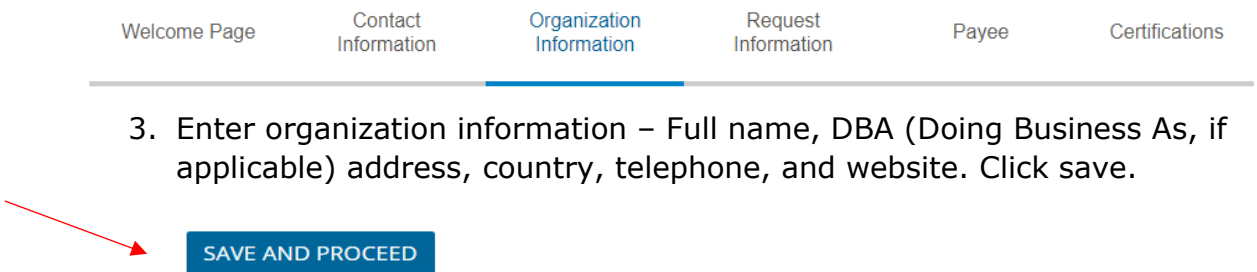 Welcome Page
Contact
Information
Organization
Information
Request
Information
Payee
Certifications
3. Enter organization information – Full name, DBA (Doing Business As, if
applicable) address, country, telephone, and website. Click save.
SAVE AND PROCEED